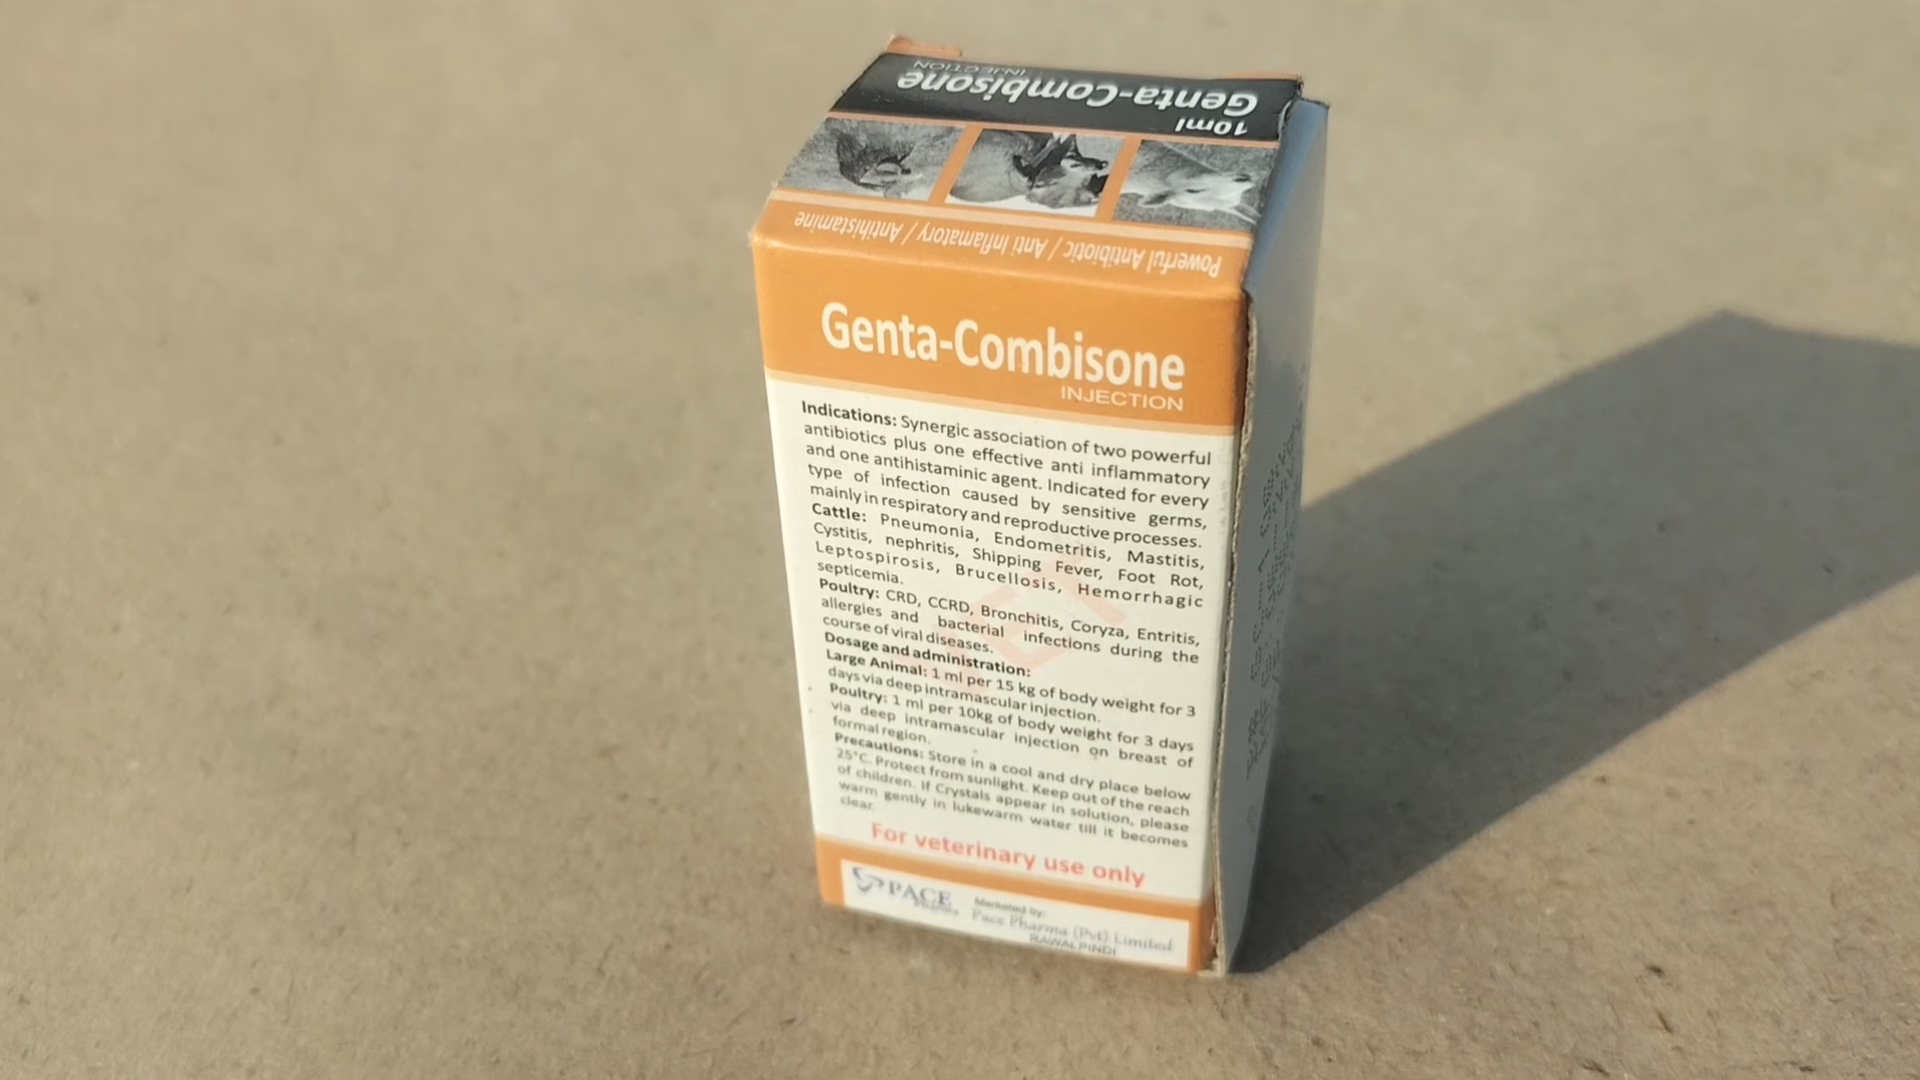 Genta-Combisone
INJECTION
10ml
Powerful Antibiotic / Anti Inflamatory / Antihistamine
Genta-Combisone
INJECTION
Indications: Synergic association of two powerful
antibiotics plus one effective anti inflammatory
and one antihistaminic agent. Indicated for every
type of infection caused by sensitive germs,
mainly in respiratory and reproductive processes.
Cattle: Pneumonia, Endometritis, Mastitis,
Cystitis, nephritis, Shipping Fever, Foot Rot,
Leptospirosis, Brucellosis, Hemorrhagic
septicemia.
Poultry: CRD, CCRD, Bronchitis, Coryza, Entritis,
allergies and bacterial infections during the
course of viral diseases.
Dosage and administration:
Large Animal: 1 ml per 15 kg of body weight for 3
days via deep intramascular injection.
Poultry: 1 ml per 10kg of body weight for 3 days
via deep intramascular injection on breast of
formal region.
Precautions: Store in a cool and dry place below
25°C. Protect from sunlight. Keep out of the reach
of children. If Crystals appear in solution, please
warm gently in lukewarm water till it becomes
clear.
For veterinary use only
PACE
Pharma
Marketed by:
Pace Pharma (Pvt) Limited
RAWALPINDI